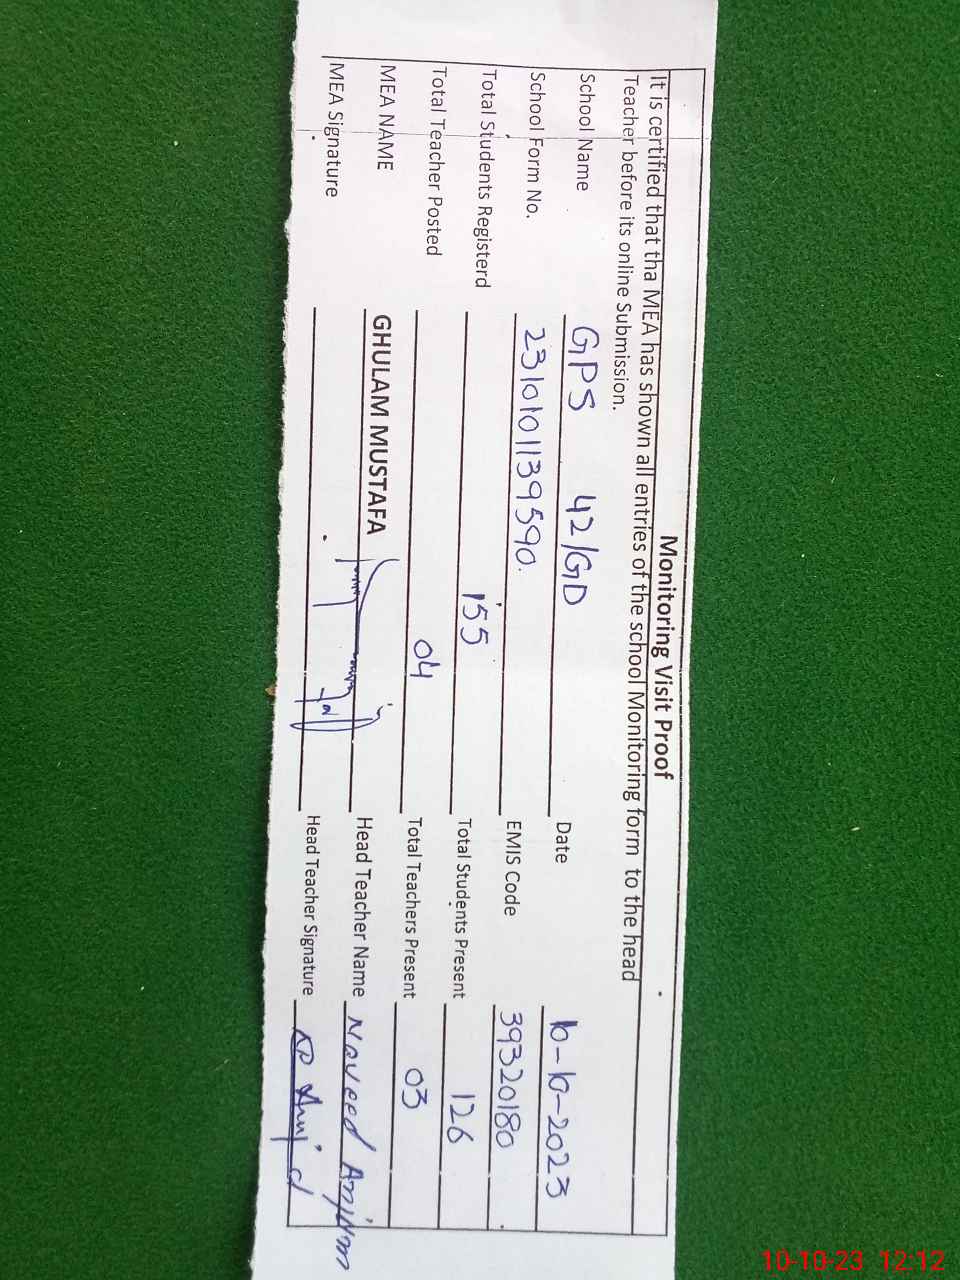 Monitoring Visit Proof
It is certified that tha MEA has shown all entries of the school Monitoring form to the head
Teacher before its online Submission.
School Name GPS 42/GD Date 10-10-2023
School Form No. 2310101139590. EMIS Code 39320180
Total Students Registerd 155 Total Students Present 126
Total Teacher Posted 04 Total Teachers Present 03
MEA NAME GHULAM MUSTAFA Head Teacher Name Naveed Anjum
MEA Signature Head Teacher Signature
10-10-23 12:12